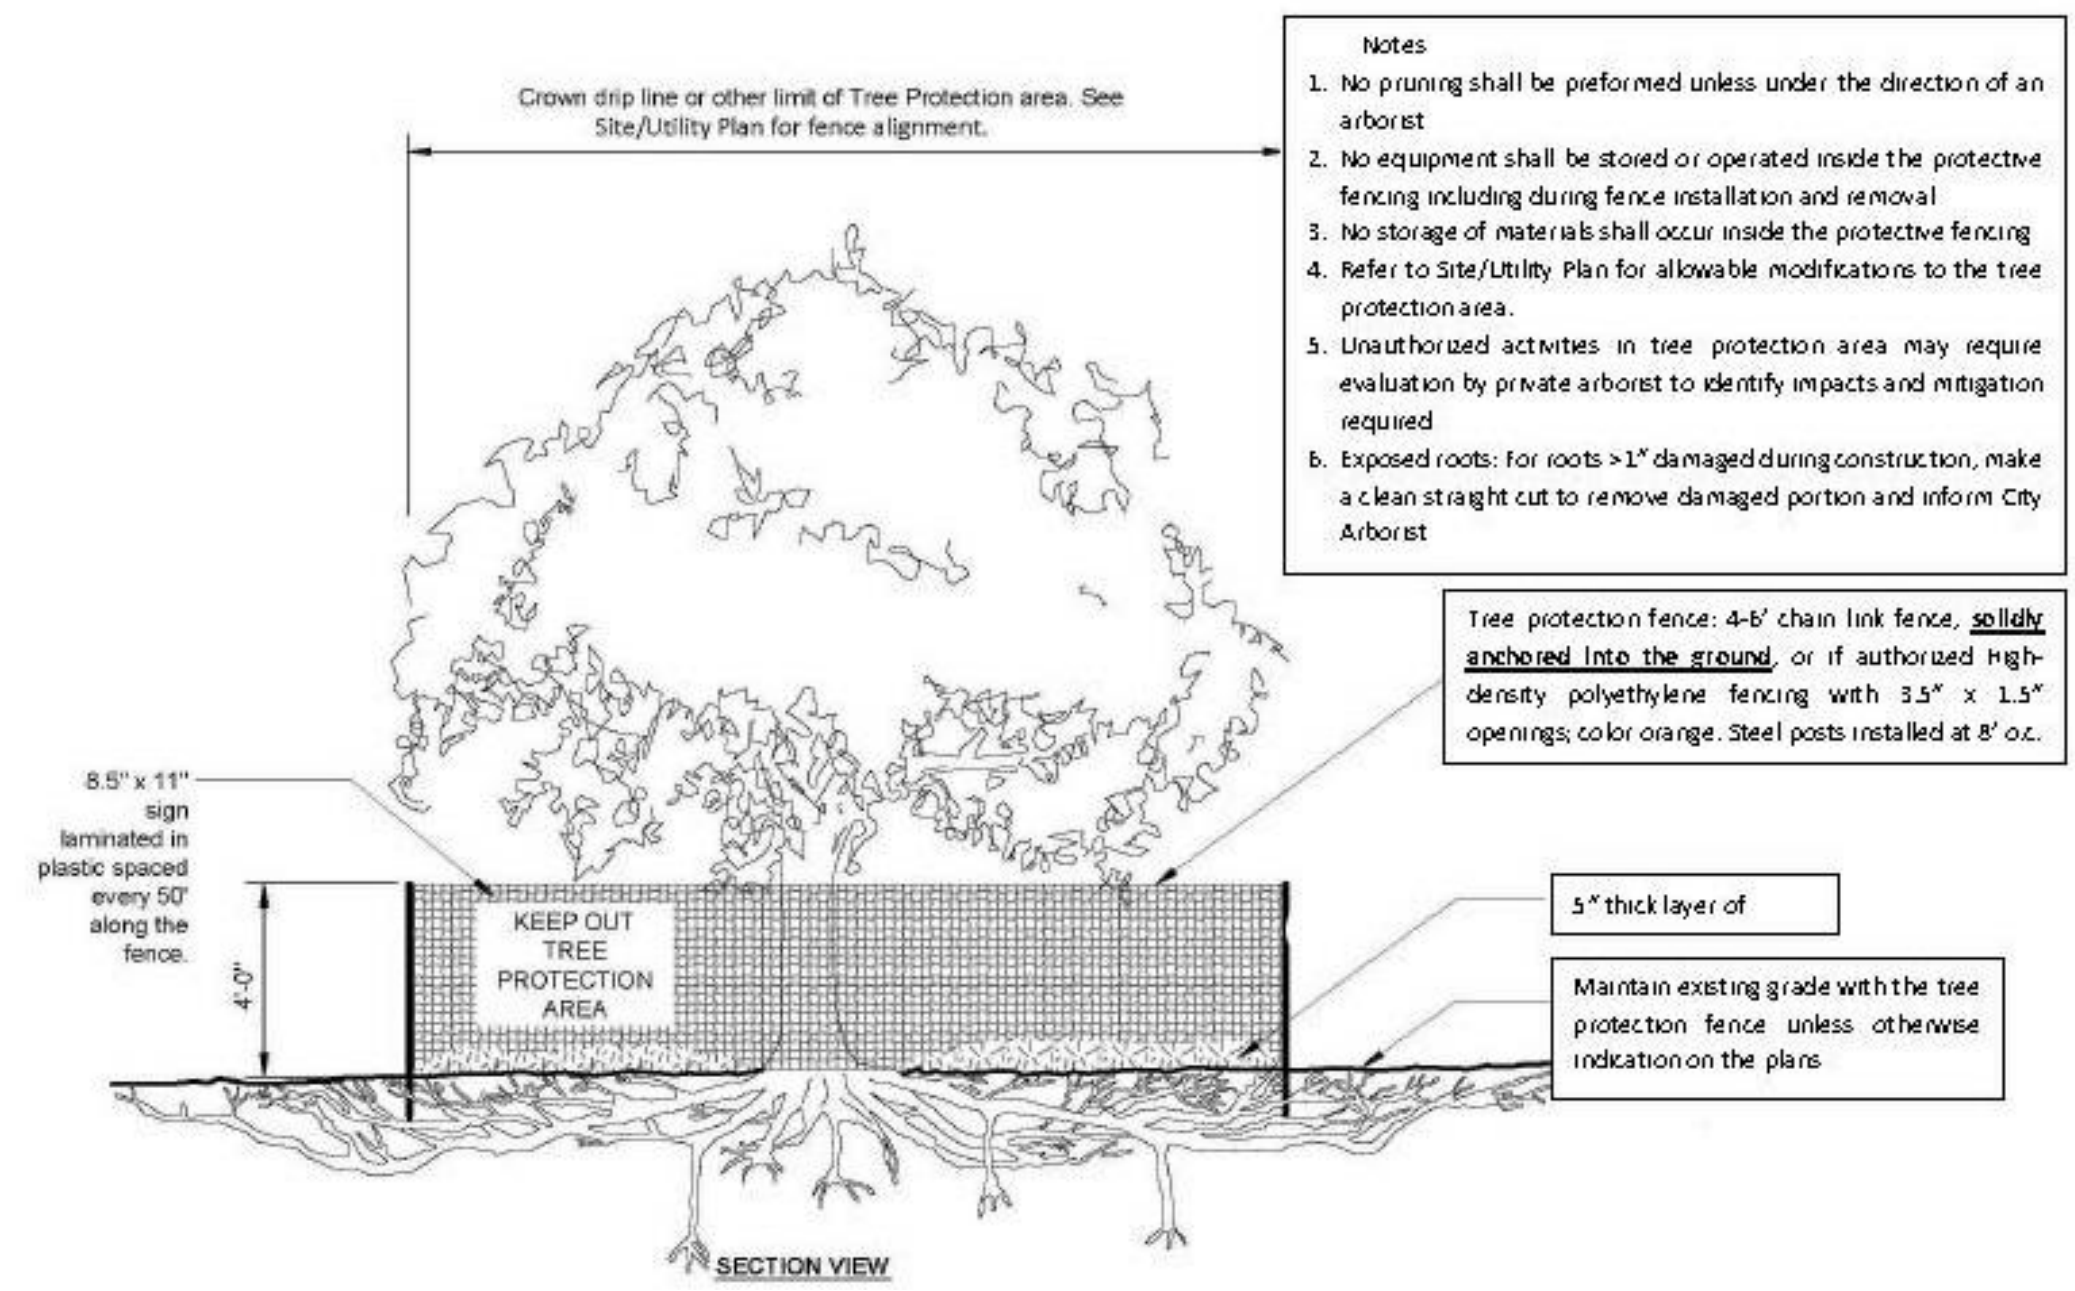 Crown drip line or other limit of Tree Protection area. See
Site/Utility Plan for fence alignment.
Notes
1. No pruning shall be preformed unless under the direction of an
arborist
2. No equipment shall be stored or operated inside the protective
fencing including during fence installation and removal
3. No storage of materials shall occur inside the protective fencing
4. Refer to Site/Utility Plan for allowable modifications to the tree
protection area.
5. Unauthorized activities in tree protection area may require
evaluation by private arborist to identify impacts and mitigation
required
6. Exposed roots: For roots >1" damaged during construction, make
a clean straight cut to remove damaged portion and inform City
Arborist
Tree protection fence: 4-6' chain link fence, solidly
anchored into the ground, or if authorized High-
density polyethylene fencing with 3.5" x 1.5"
openings; color orange. Steel posts installed at 8' o.c.
8.5" x 11"
sign
laminated in
plastic spaced
every 50'
along the
fence.
4'-0"
KEEP OUT
TREE
PROTECTION
AREA
5" thick layer of
Maintain existing grade with the tree
protection fence unless otherwise
indication on the plans
SECTION VIEW